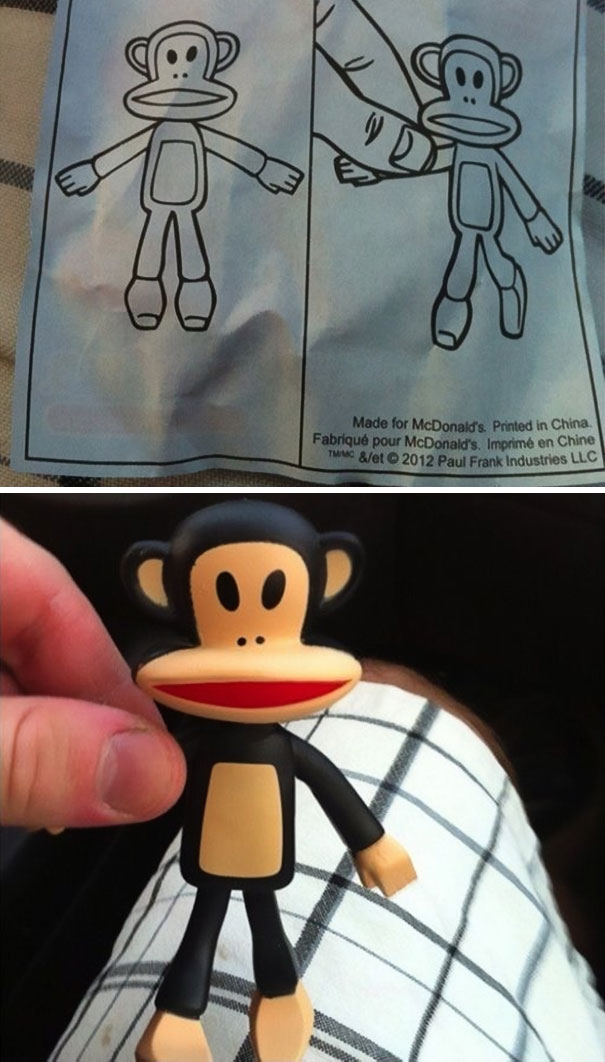 Made for McDonald's. Printed in China.
Fabriqué pour McDonald's. Imprimé en Chine
TM/MC &/et © 2012 Paul Frank Industries LLC